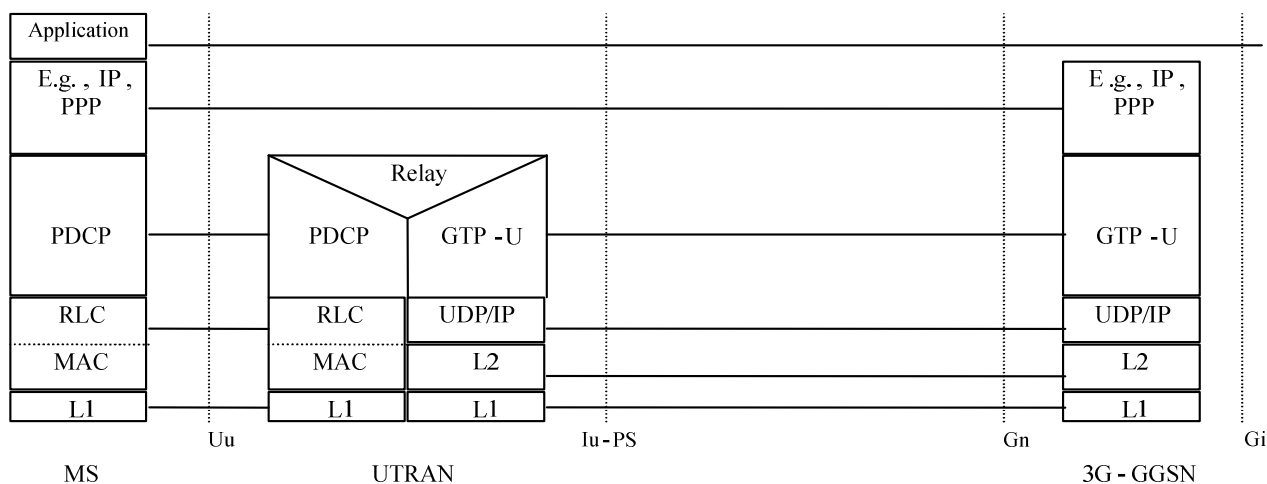 Application
E.g. , IP ,
PPP
E.g. , IP ,
PPP
Relay
PDCP
PDCP
GTP - U
GTP - U
RLC
RLC
UDP/IP
UDP/IP
MAC
MAC
L2
L2
L1
L1
L1
L1
Uu
Iu - PS
Gn
Gi
MS
UTRAN
3G - GGSN